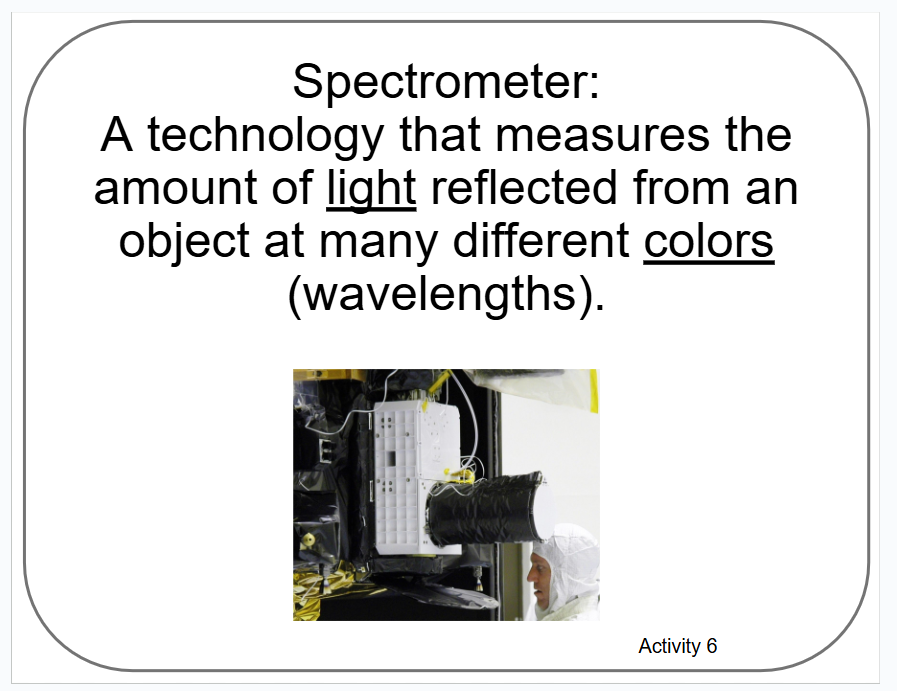 Spectrometer:
A technology that measures the
amount of light reflected from an
object at many different colors
(wavelengths).
Activity 6